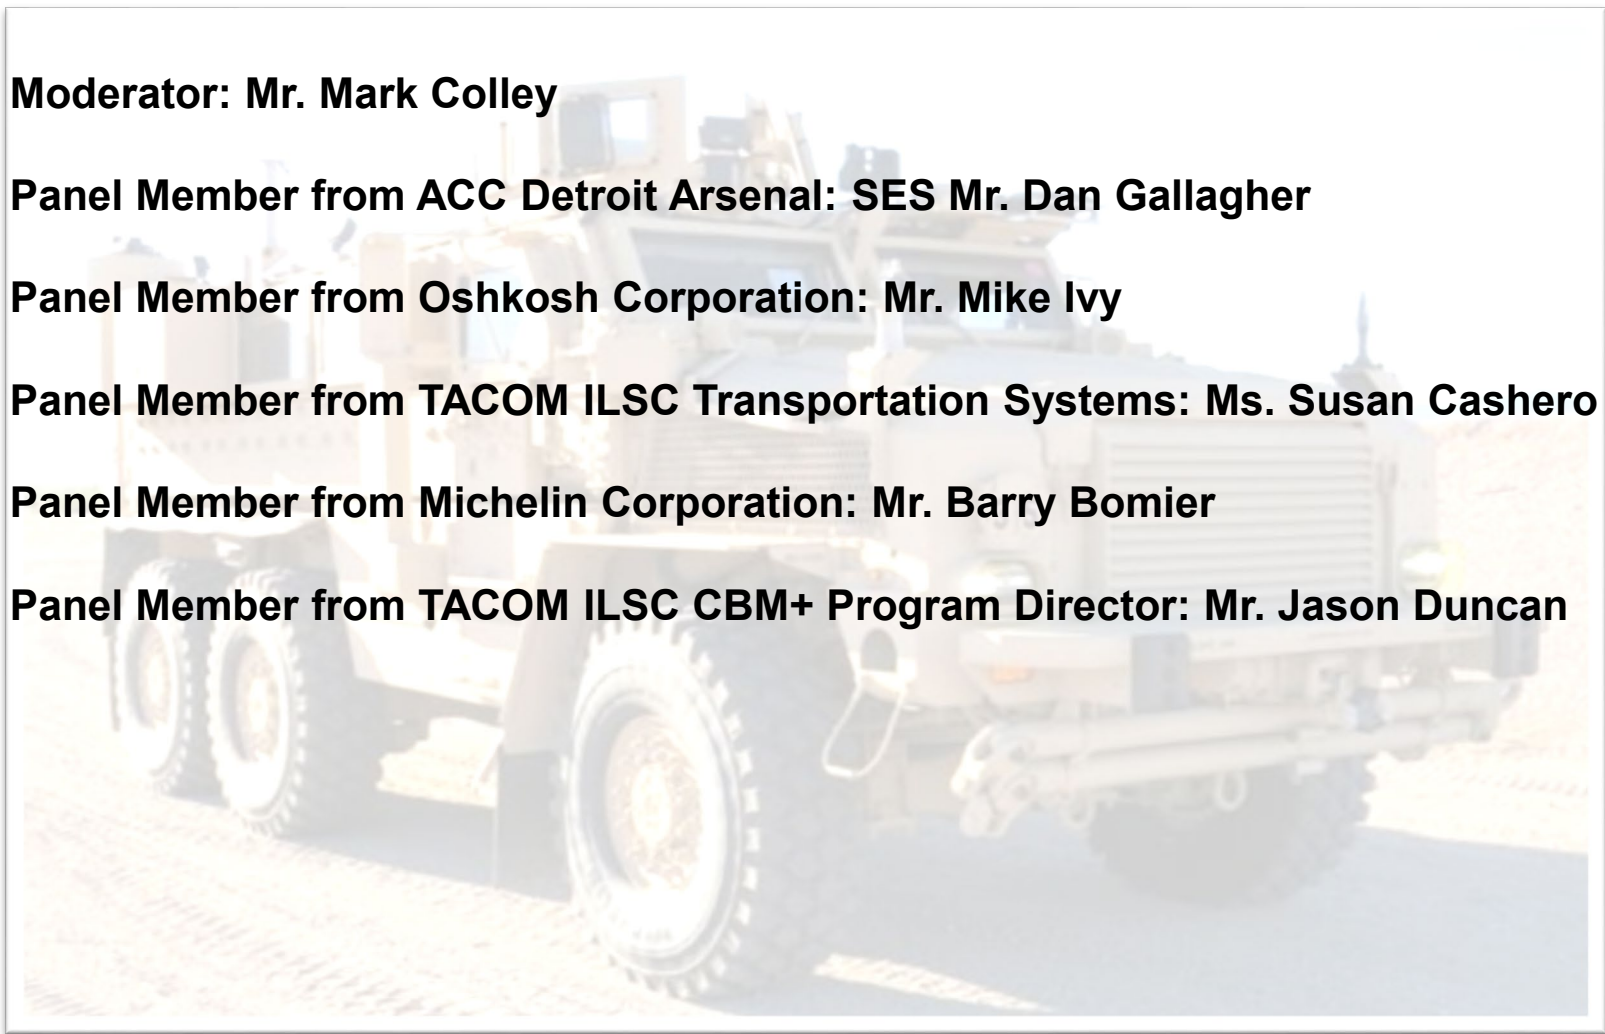 Moderator: Mr. Mark Colley
Panel Member from ACC Detroit Arsenal: SES Mr. Dan Gallagher
Panel Member from Oshkosh Corporation: Mr. Mike Ivy
Panel Member from TACOM ILSC Transportation Systems: Ms. Susan Cashero
Panel Member from Michelin Corporation: Mr. Barry Bomier
Panel Member from TACOM ILSC CBM+ Program Director: Mr. Jason Duncan